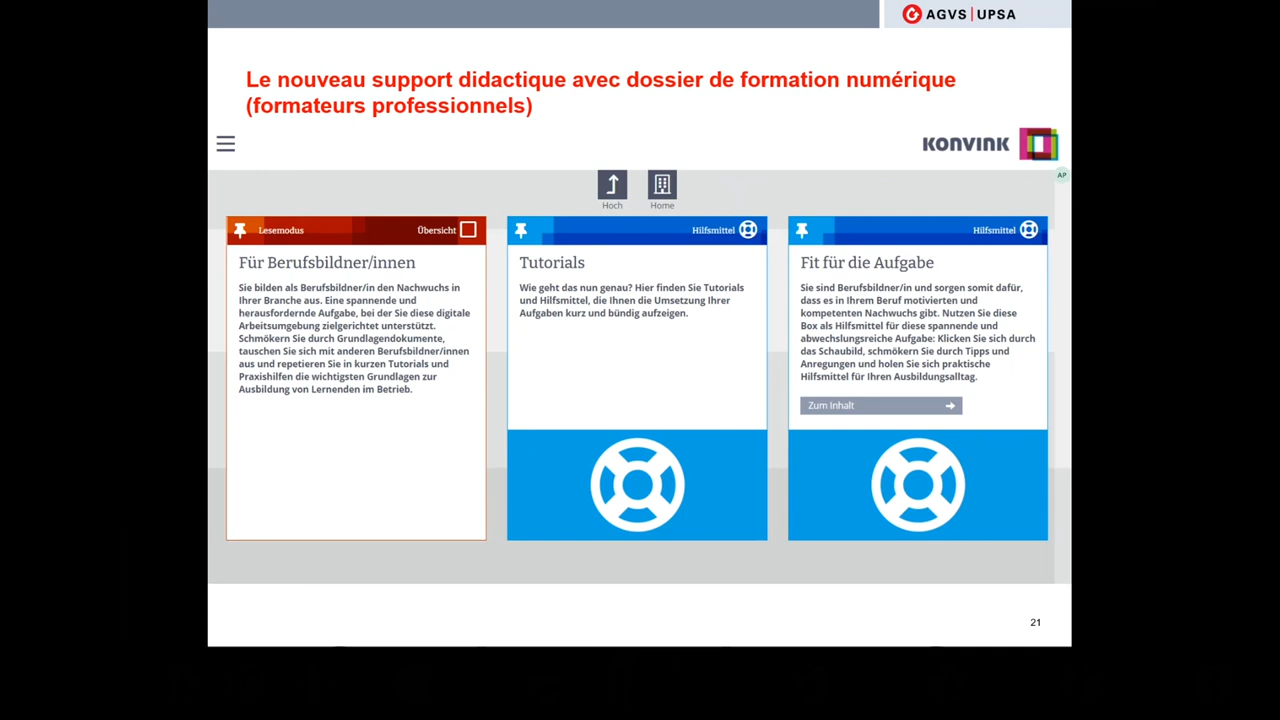 AGVS|UPSA
Le nouveau support didactique avec dossier de formation numérique
(formateurs professionnels)
KONVINK
AP
Hoch
Home
Lesemodus
Übersicht
Für Berufsbildner/innen
Sie bilden als Berufsbildner/in den Nachwuchs in
Ihrer Branche aus. Eine spannende und
herausfordernde Aufgabe, bei der Sie diese digitale
Arbeitsumgebung zielgerichtet unterstützt.
Schmökern Sie durch Grundlagendokumente,
tauschen Sie sich mit anderen Berufsbildner/innen
aus und repetieren Sie in kurzen Tutorials und
Praxishilfen die wichtigsten Grundlagen zur
Ausbildung von Lernenden im Betrieb.
Hilfsmittel
Tutorials
Wie geht das nun genau? Hier finden Sie Tutorials
und Hilfsmittel, die Ihnen die Umsetzung Ihrer
Aufgaben kurz und bündig aufzeigen.
Hilfsmittel
Fit für die Aufgabe
Sie sind Berufsbildner/in und sorgen somit dafür,
dass es in Ihrem Beruf motivierten und
kompetenten Nachwuchs gibt. Nutzen Sie diese
Box als Hilfsmittel für diese spannende und
abwechslungsreiche Aufgabe: Klicken Sie sich durch
das Schaubild, schmökern Sie durch Tipps und
Anregungen und holen Sie sich praktische
Hilfsmittel für Ihren Ausbildungsalltag.
Zum Inhalt
21